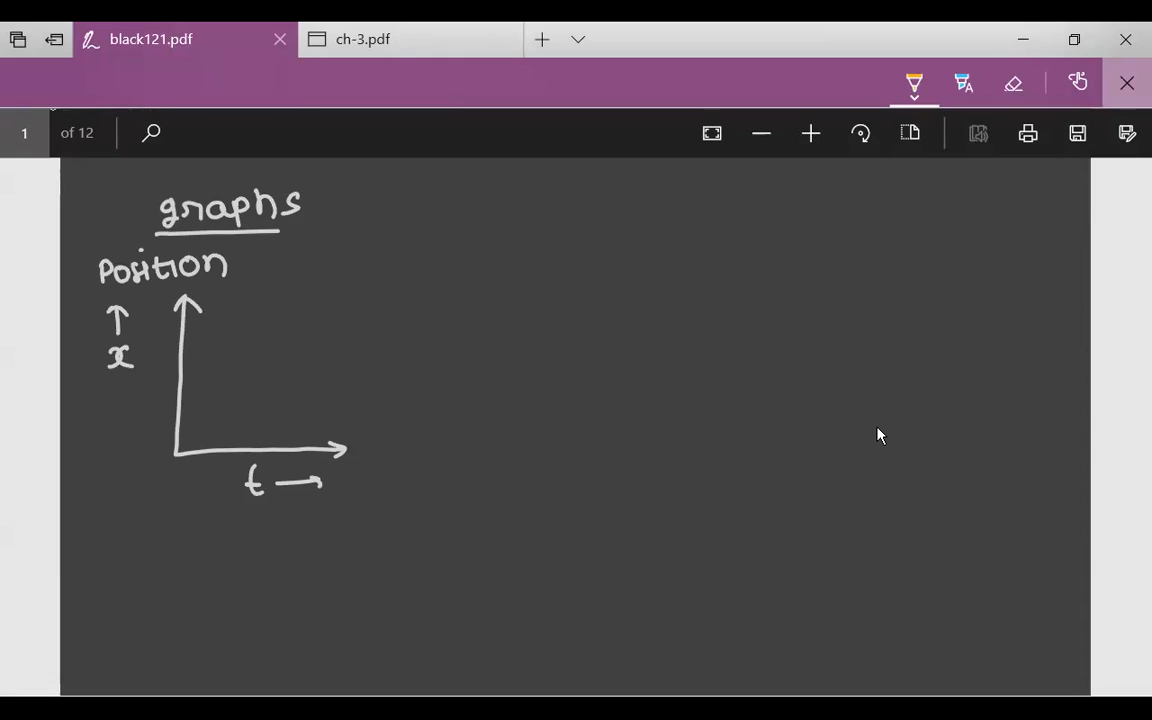 black121.pdf
ch-3.pdf
1 of 12
graphs
Position
x
t